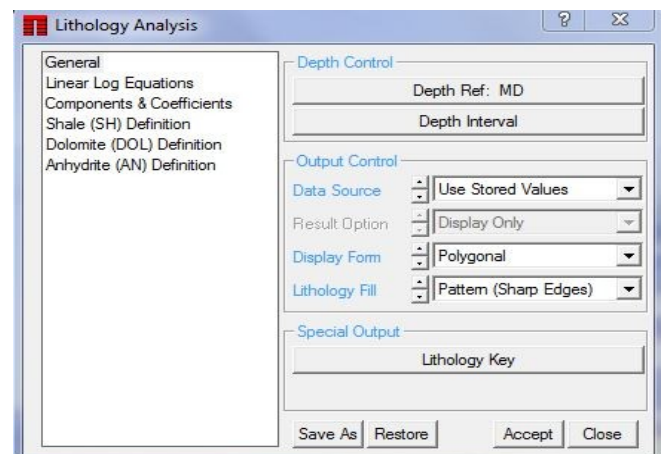 Lithology Analysis
?
General
Linear Log Equations
Components & Coefficients
Shale (SH) Definition
Dolomite (DOL) Definition
Anhydrite (AN) Definition
Depth Control
Depth Ref: MD
Depth Interval
Output Control
Data Source Use Stored Values
Result Option Display Only
Display Form Polygonal
Lithology Fill Pattern (Sharp Edges)
Special Output
Lithology Key
Save As Restore Accept Close